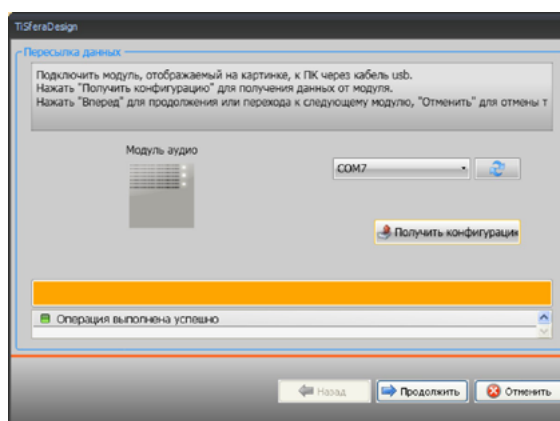 TiSferaDesign
Пересылка данных
Подключить модуль, отображаемый на картинке, к ПК через кабель usb.
Нажать "Получить конфигурацию" для получения данных от модуля.
Нажать "Вперед" для продолжения или перехода к следующему модулю, "Отменить" для отмены т
Модуль аудио
COM7
Получить конфигураци
Операция выполнена успешно
Назад
Продолжить
Отменить